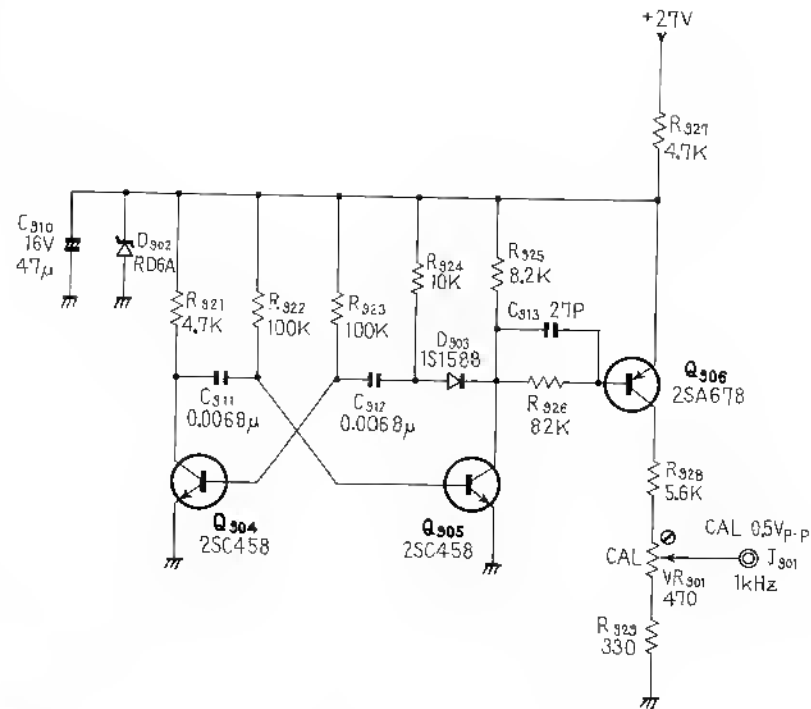 +27V
R927
4.7K
C910
16V
47μ
D902
RD6A
R921
4.7K
R922
100K
R923
100K
R924
10K
R925
8.2K
C913 27P
D903
1S1588
C911
0.0068μ
C912
0.0068μ
R926
82K
Q906
2SA678
Q904
2SC458
Q905
2SC458
R928
5.6K
CAL 0.5VP-P
CAL
J901
VR901
470
1kHz
R929
330